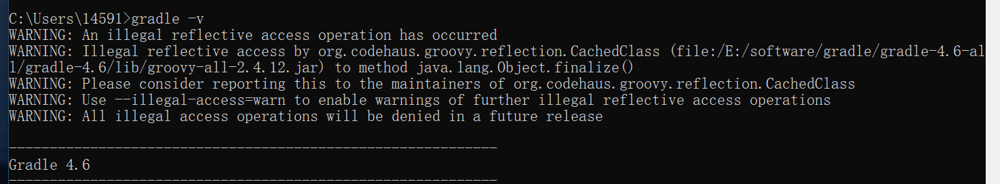 C:\Users\14591>gradle -v
WARNING: An illegal reflective access operation has occurred
WARNING: Illegal reflective access by org.codehaus.groovy.reflection.CachedClass (file:/E:/software/gradle/gradle-4.6-al
l/gradle-4.6/lib/groovy-all-2.4.12.jar) to method java.lang.Object.finalize()
WARNING: Please consider reporting this to the maintainers of org.codehaus.groovy.reflection.CachedClass
WARNING: Use --illegal-access=warn to enable warnings of further illegal reflective access operations
WARNING: All illegal access operations will be denied in a future release
------------------------------------------------------------
Gradle 4.6
------------------------------------------------------------